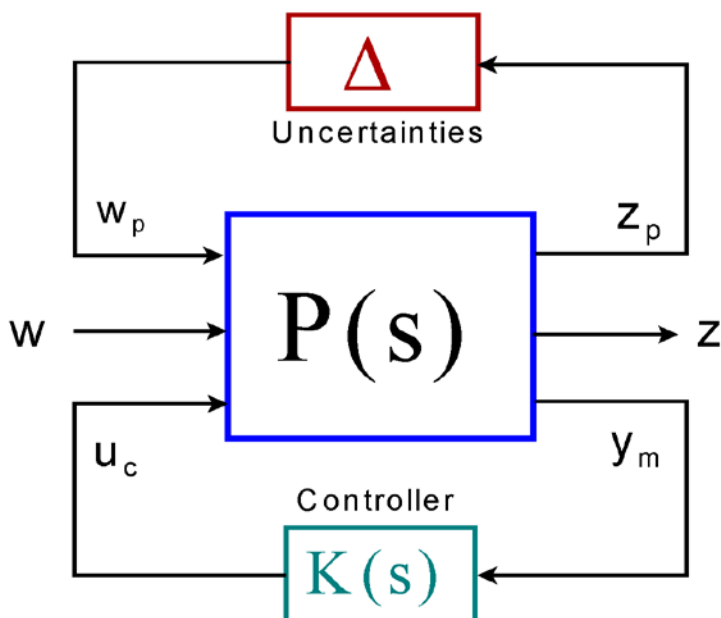 Δ
Uncertainties
w_p
z_p
P(s)
w
z
u_c
y_m
Controller
K(s)